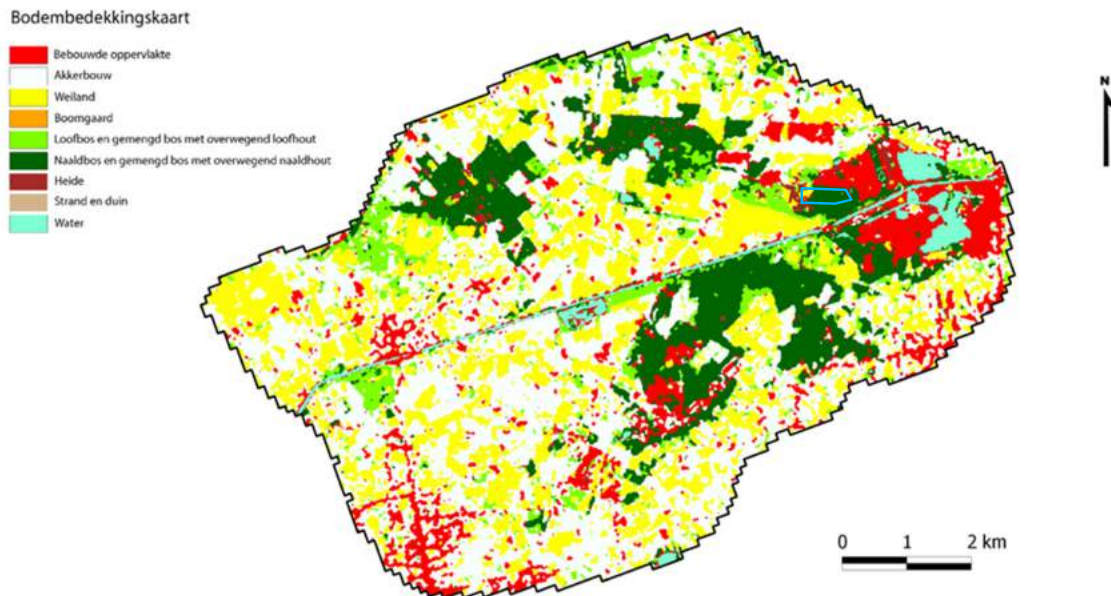 Bodembedekkingskaart
Bebouwde oppervlakte
Akkerbouw
Weiland
Boomgaard
Loofbos en gemengd bos met overwegend loofhout
Naaldbos en gemengd bos met overwegend naaldhout
Heide
Strand en duin
Water
N
0 1 2 km